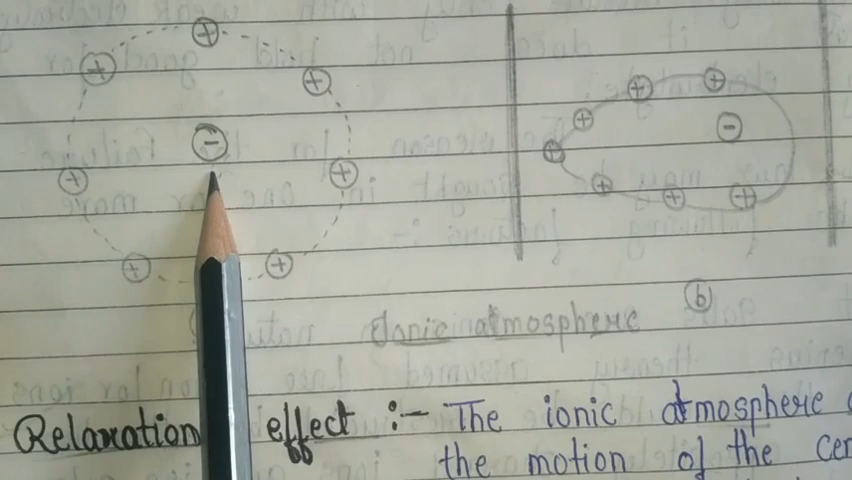 (b)
Ionic atmosphere
Relaxation effect :- The ionic atmosphere
the motion of the